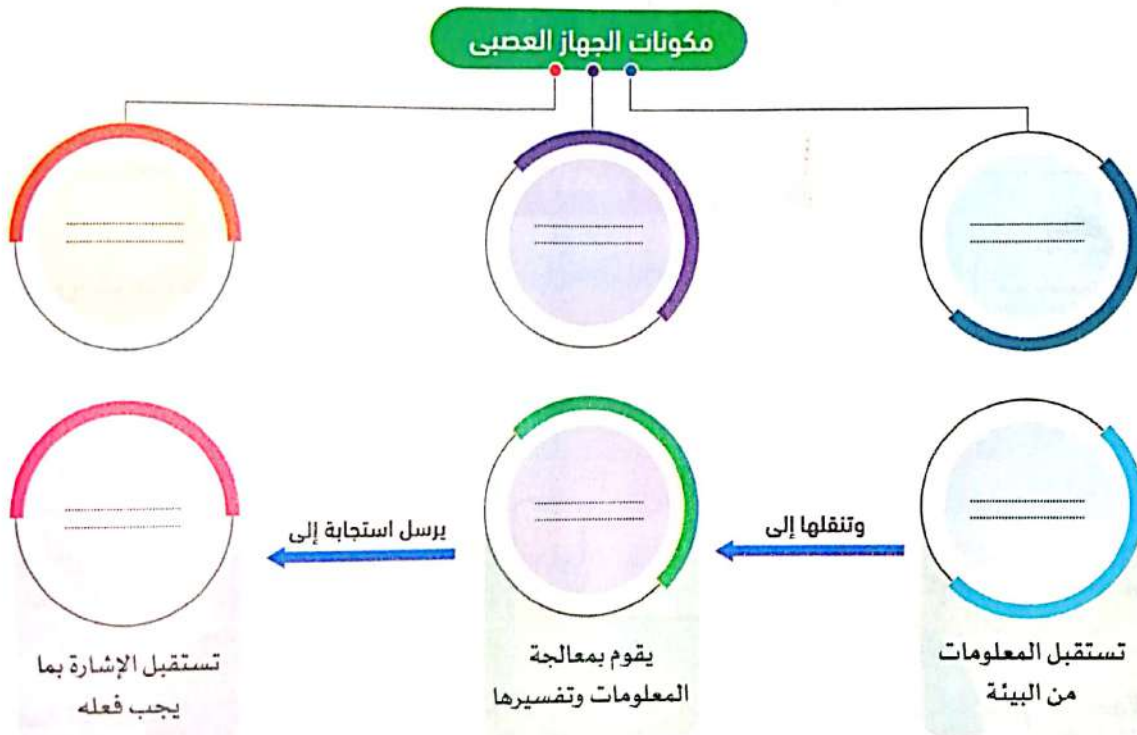 مكونات الجهاز العصبى
وتنقلها إلى
يرسل استجابة إلى
تستقبل المعلومات
من البيئة
يقوم بمعالجة
المعلومات وتفسيرها
تستقبل الإشارة بما
يجب فعله